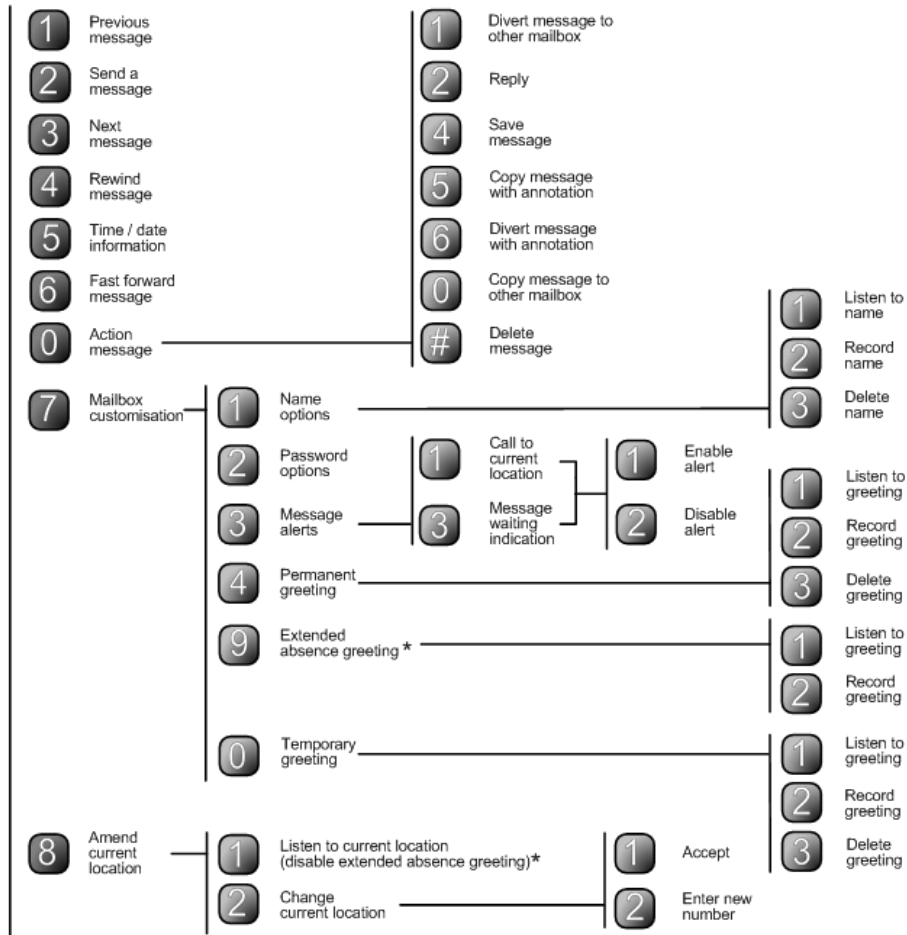 1 Previous
message
2 Send a
message
3 Next
message
4 Rewind
message
5 Time / date
information
6 Fast forward
message
0 Action
message
1 Divert message to
other mailbox
2 Reply
4 Save
message
5 Copy message
with annotation
6 Divert message
with annotation
0 Copy message to
other mailbox
# Delete
message
7 Mailbox
customisation
1 Name
options
1 Listen to
name
2 Record
name
3 Delete
name
2 Password
options
3 Message
alerts
1 Call to
current
location
3 Message
waiting
indication
1 Enable
alert
2 Disable
alert
4 Permanent
greeting
1 Listen to
greeting
2 Record
greeting
3 Delete
greeting
9 Extended
absence greeting *
1 Listen to
greeting
2 Record
greeting
0 Temporary
greeting
1 Listen to
greeting
2 Record
greeting
3 Delete
greeting
8 Amend
current
location
1 Listen to current location
(disable extended absence greeting)*
2 Change
current location
1 Accept
2 Enter new
number